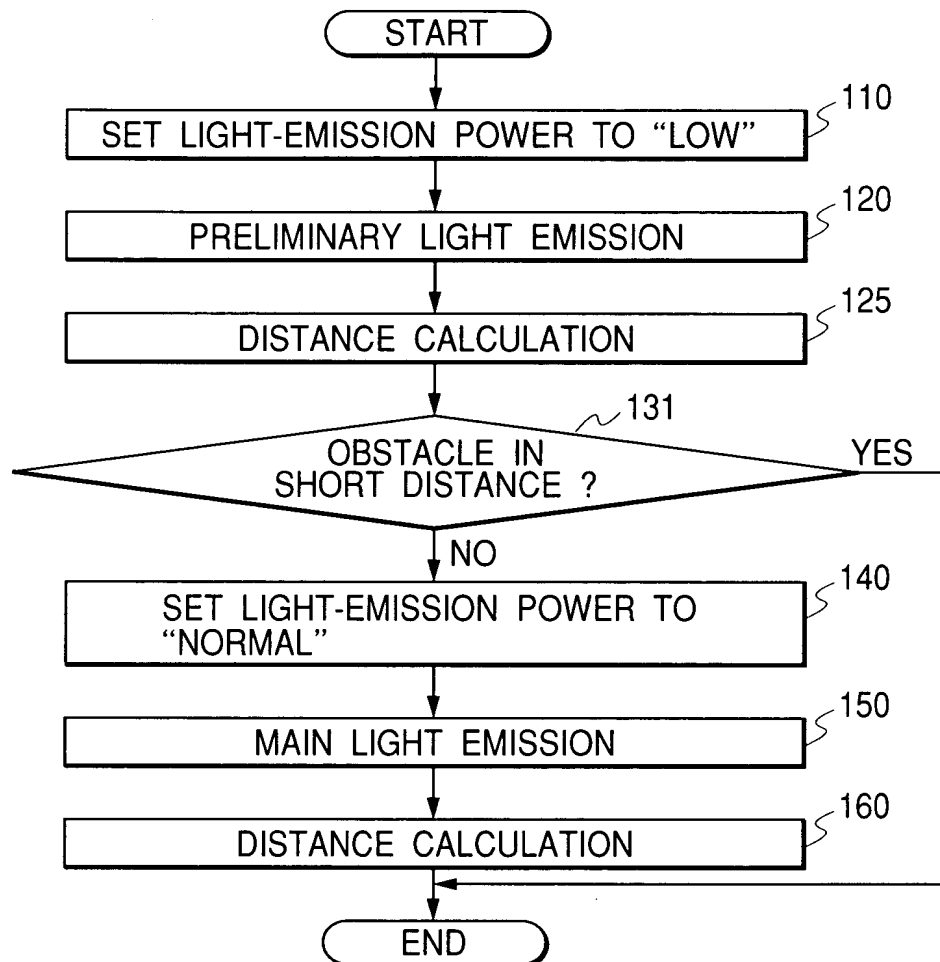 START
SET LIGHT-EMISSION POWER TO “LOW”
110
PRELIMINARY LIGHT EMISSION
120
DISTANCE CALCULATION
125
131
OBSTACLE IN
SHORT DISTANCE ?
YES
NO
SET LIGHT-EMISSION POWER TO
“NORMAL”
140
MAIN LIGHT EMISSION
150
DISTANCE CALCULATION
160
END